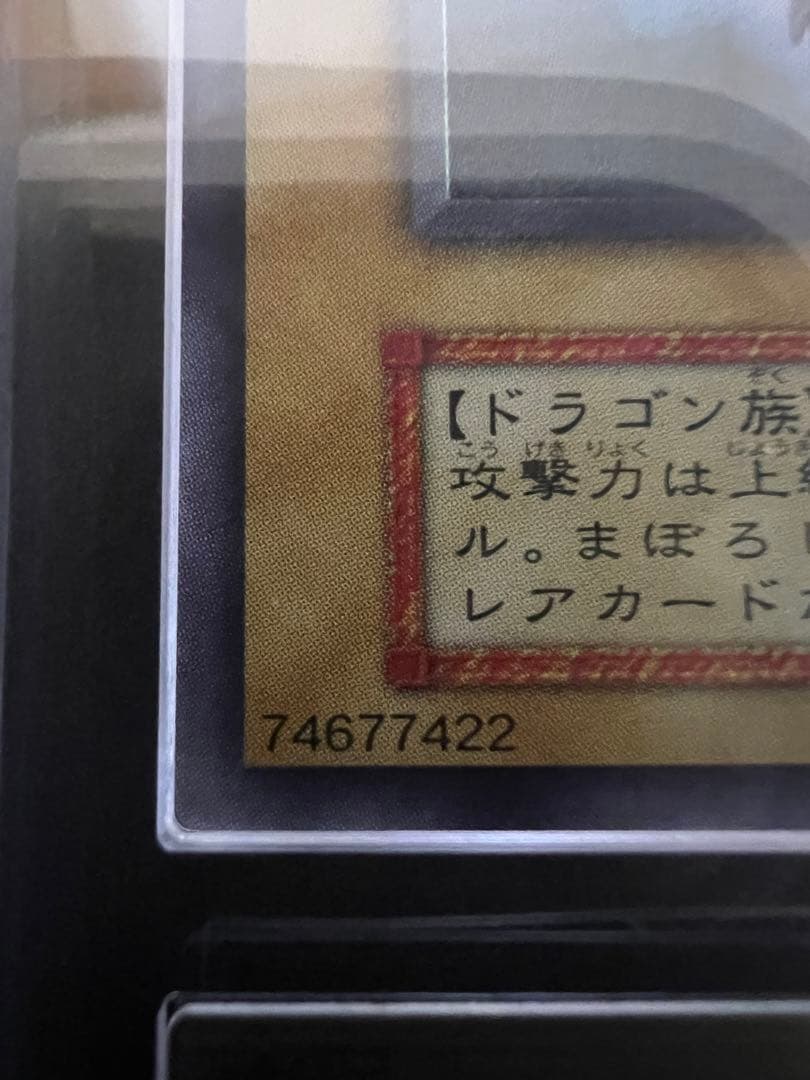 【ドラゴン族
攻撃力は上
ル。まぼろ
レアカード
74677422